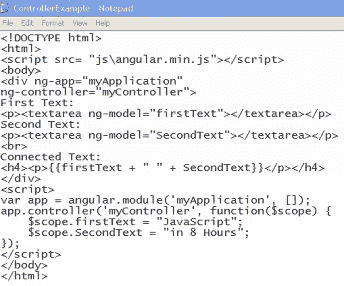 ControllerExample - Notepad
File Edit Format View Help
<!DOCTYPE html>
<html>
<script src= "js\angular.min.js"></script>
<body>
<div ng-app="myApplication"
ng-controller="myController">
First Text:
<p><textarea ng-model="firstText"></textarea></p>
Second Text:
<p><textarea ng-model="SecondText"></textarea></p>
<br>
Connected Text:
<h4><p>{{firstText + " " + SecondText}}</p></h4>
</div>
<script>
var app = angular.module('myApplication', []);
app.controller('myController', function($scope) {
    $scope.firstText = "JavaScript";
    $scope.SecondText = "in 8 Hours";
});
</script>
</body>
</html>